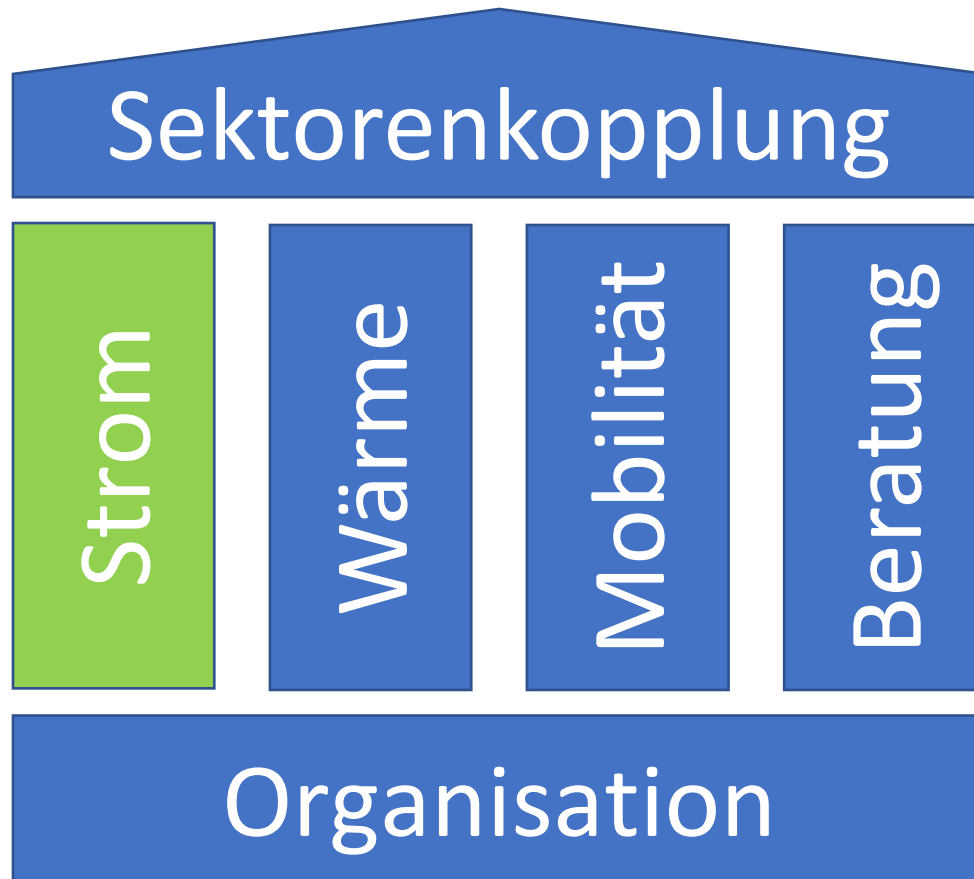 Sektorenkopplung
Strom
Wärme
Mobilität
Beratung
Organisation